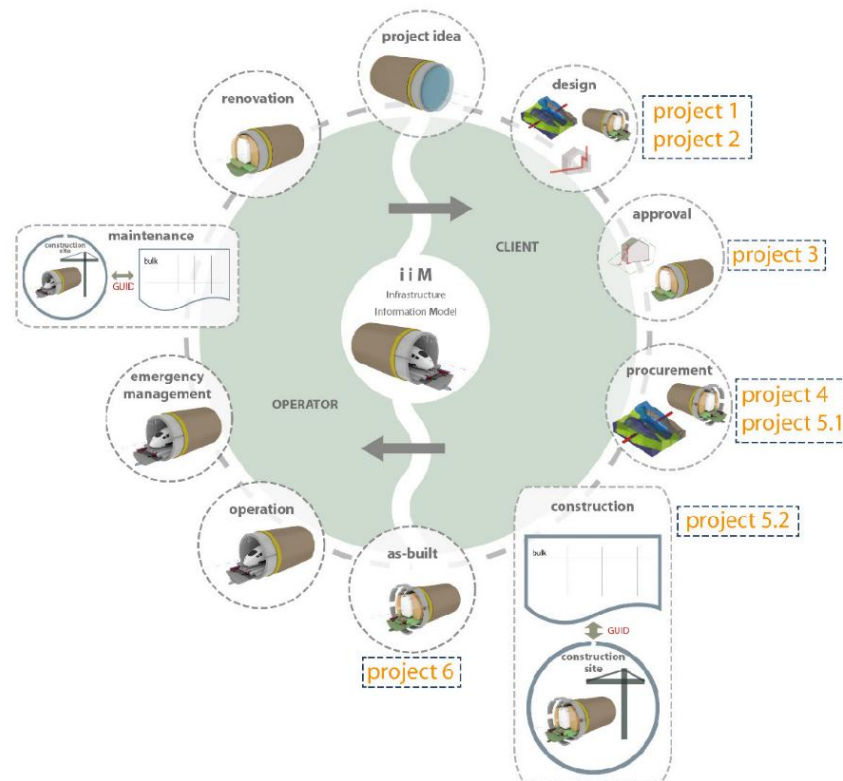 project idea
design
project 1
project 2
renovation
approval
project 3
CLIENT
maintenance
construction
site
bulk
GUID
i i M
Infrastructure
Information Model
procurement
project 4
project 5.1
emergency
management
OPERATOR
construction
project 5.2
operation
as-built
bulk
GUID
project 6
construction
site